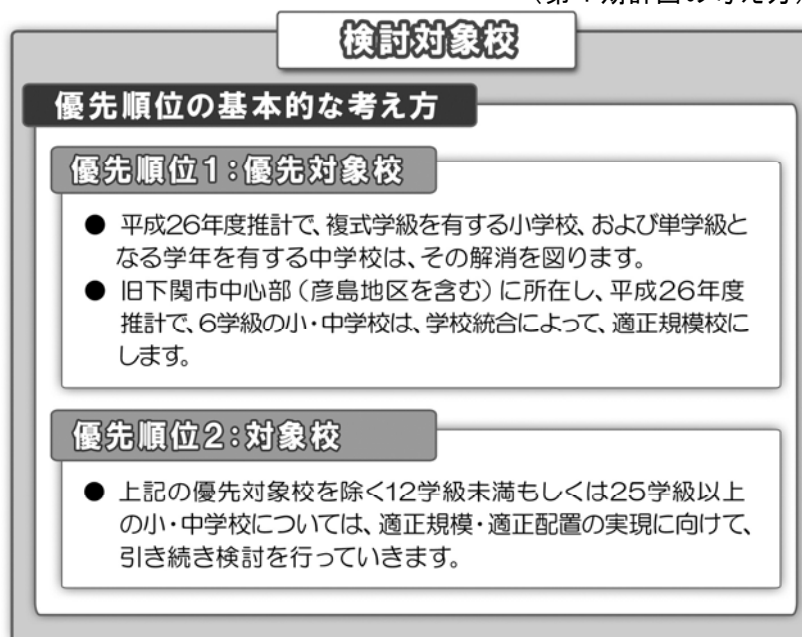 検討対象校
優先順位の基本的な考え方
優先順位1:優先対象校
● 平成26年度推計で、複式学級を有する小学校、および単学級と
なる学年を有する中学校は、その解消を図ります。
● 旧下関市中心部（彦島地区を含む）に所在し、平成26年度
推計で、6学級の小・中学校は、学校統合によって、適正規模校に
します。
優先順位2:対象校
● 上記の優先対象校を除く12学級未満もしくは25学級以上
の小・中学校については、適正規模・適正配置の実現に向けて、
引き続き検討を行っていきます。